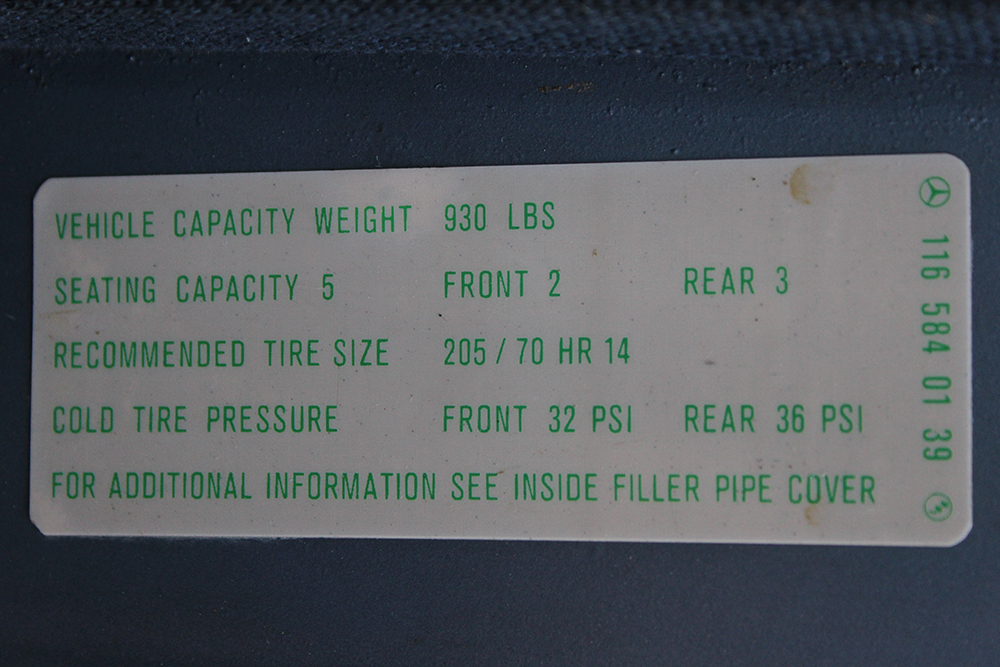 VEHICLE CAPACITY WEIGHT 930 LBS
SEATING CAPACITY 5 FRONT 2 REAR 3
RECOMMENDED TIRE SIZE 205/70 HR 14
COLD TIRE PRESSURE FRONT 32 PSI REAR 36 PSI
FOR ADDITIONAL INFORMATION SEE INSIDE FILLER PIPE COVER
116 584 01 39